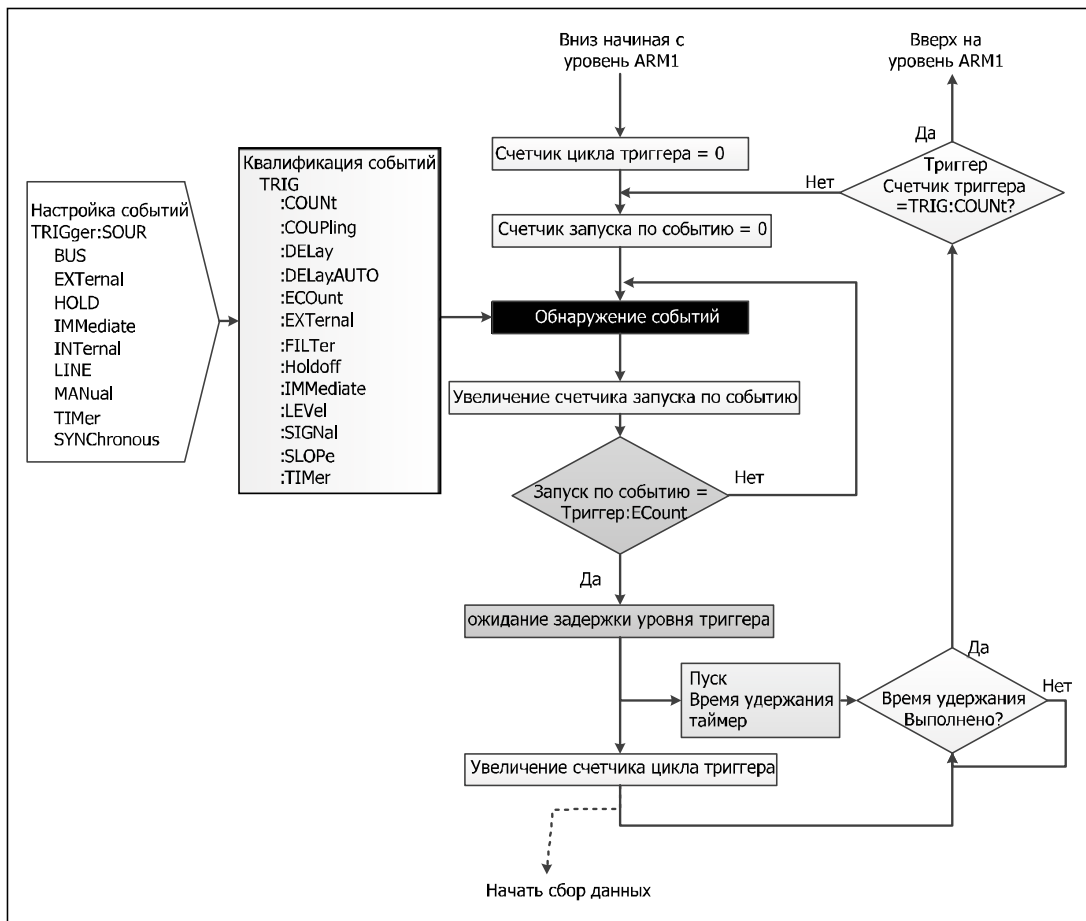 Вниз начиная с
уровень ARM1
Вверх на
уровень ARM1
Да
Счетчик цикла триггера = 0
Триггер
Счетчик триггера
=TRIG:COUNt?
Нет
Счетчик запуска по событию = 0
Настройка событий
TRIGger:SOUR
BUS
EXTernal
HOLD
IMMediate
INTernal
LINE
MANual
TIMer
SYNChronous
Квалификация событий
TRIG
:COUNt
:COUPling
:DELay
:DELay:AUTO
:ECOunt
:EXTernal
:FILTer
:Holdoff
:IMMediate
:LEVel
:SIGNal
:SLOPe
:TIMer
Обнаружение событий
Увеличение счетчика запуска по событию
Запуск по событию =
Триггер:ECount
Нет
Да
ожидание задержки уровня триггера
Пуск
Время удержания
таймер
Да
Время удержания
Выполнено?
Нет
Увеличение счетчика цикла триггера
Начать сбор данных